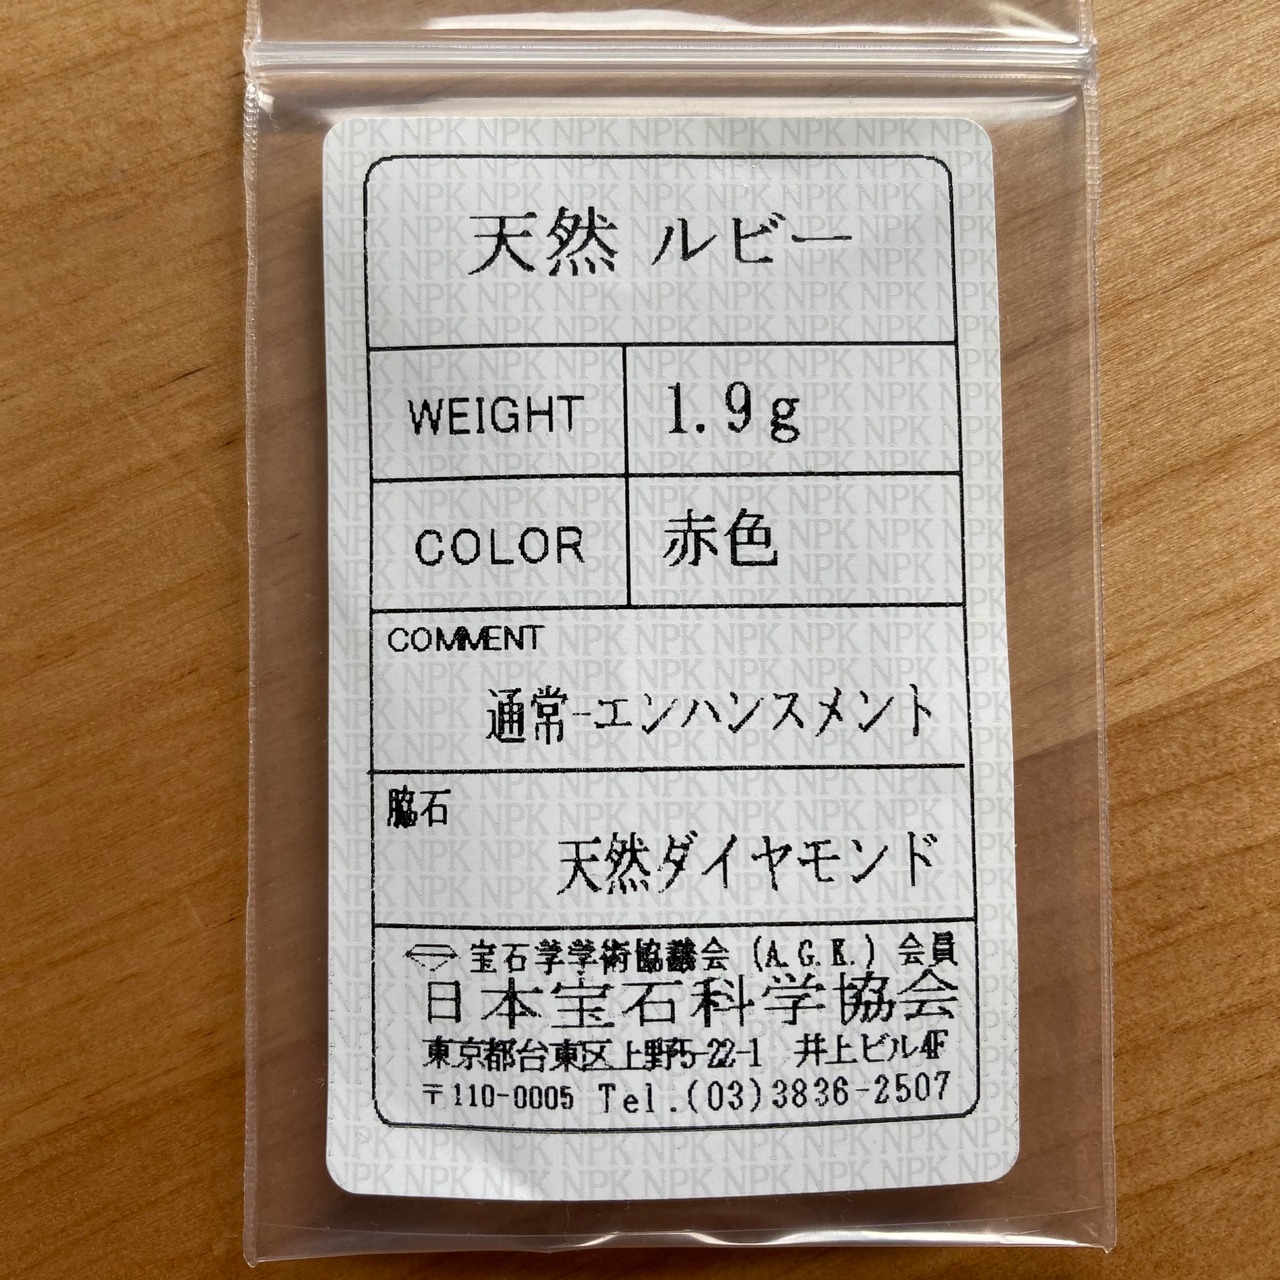 天然 ルビー
WEIGHT 1.9g
COLOR 赤色
COMMENT
通常-エンハンスメント
脇石
天然ダイヤモンド
宝石学学術協議会 (A.G.K.) 会員
日本宝石科学協会
東京都台東区上野5-22-1 井上ビル4F
〒110-0005 Tel.(03)3836-2507